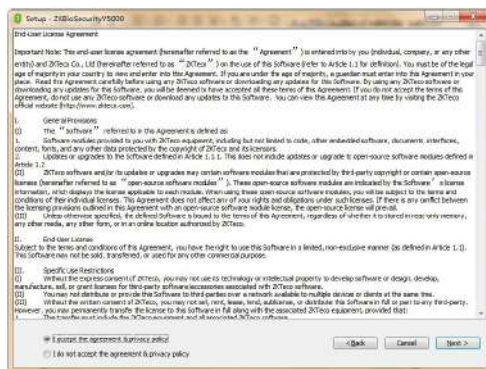 Setup - ZKBioSecurityV5000
End-User License Agreement
Important Note: This end-user license agreement (hereinafter referred to as the “Agreement”) is entered into by you (individual, company, or any other
entity) and ZKTeco Co., Ltd (hereinafter referred to as “ZKTeco”) on the use of this Software (refer to Article 1.1 for definition). You must be of the legal
age of majority in your country to view and enter into this Agreement. If you are under the age of majority, a guardian must enter into this Agreement in your
place. Read this Agreement carefully before using any ZKTeco software or downloading any updates for this Software. By using any ZKTeco software or
downloading any updates for this Software, you will be deemed to have accepted all these terms of this Agreement. If you do not accept the terms of this
Agreement, do not use any ZKTeco software or download any updates to this Software. You can view this Agreement at any time by visiting the ZKTeco
official website (http://www.zkteco.com).
I. General Provisions
(I) The “Software” referred to in this Agreement is defined as:
1. Software modules provided to you with ZKTeco equipment, including but not limited to code, other embedded software, documents, interfaces,
content, fonts, and any other data protected by the copyright of ZKTeco and its licensors.
2. Updates or upgrades to the Software defined in Article 1.1.1. This does not include updates or upgrade to open-source software modules defined in
Article 1.2
(II) ZKTeco software and/or its updates or upgrades may contain software modules that are protected by third-party copyright or contain open-source
licenses (hereinafter referred to as “open-source software modules”). These open-source software modules are indicated by the Software's license
information, which displays the license applicable to each module. When using these open-source software modules, you will be subject to the terms and
conditions of their individual licenses. This Agreement does not affect any of your rights and obligations under such licenses. If there is any conflict between
the licensing provisions outlined in this Agreement with an open-source software module license, the open-source license will prevail.
(III) Unless otherwise specified, the defined Software is bound to the terms of this Agreement, regardless of whether it is stored in read only memory,
any other media, any other form, or in an online location authorized by ZKTeco.
II. End-User License
Subject to the terms and conditions of this Agreement, you have the right to use this Software in a limited, non-exclusive manner (as defined in Article 1.1).
This Software may not be sold, transferred, or used for any other commercial purpose.
III. Specific Use Restrictions
(I) Without the express consent of ZKTeco, you may not use its technology or intellectual property to develop software or design, develop,
manufacture, sell, or grant licenses for third-party software/accessories associated with ZKTeco software.
(II) You may not distribute or provide this Software to third-parties over a network available to multiple devices or clients at the same time.
(III) Without the written consent of ZKTeco, you may not sell, rent, lease, lend, publicize, or distribute this Software in full or part to any third-party.
However, you may permanently transfer the license to this Software in full along with the associated ZKTeco equipment, provided that:
1. The transfer must include the ZKTeco equipment and all associated ZKTeco software.
I accept the agreement & privacy policy
I do not accept the agreement & privacy policy
< Back
Cancel
Next >